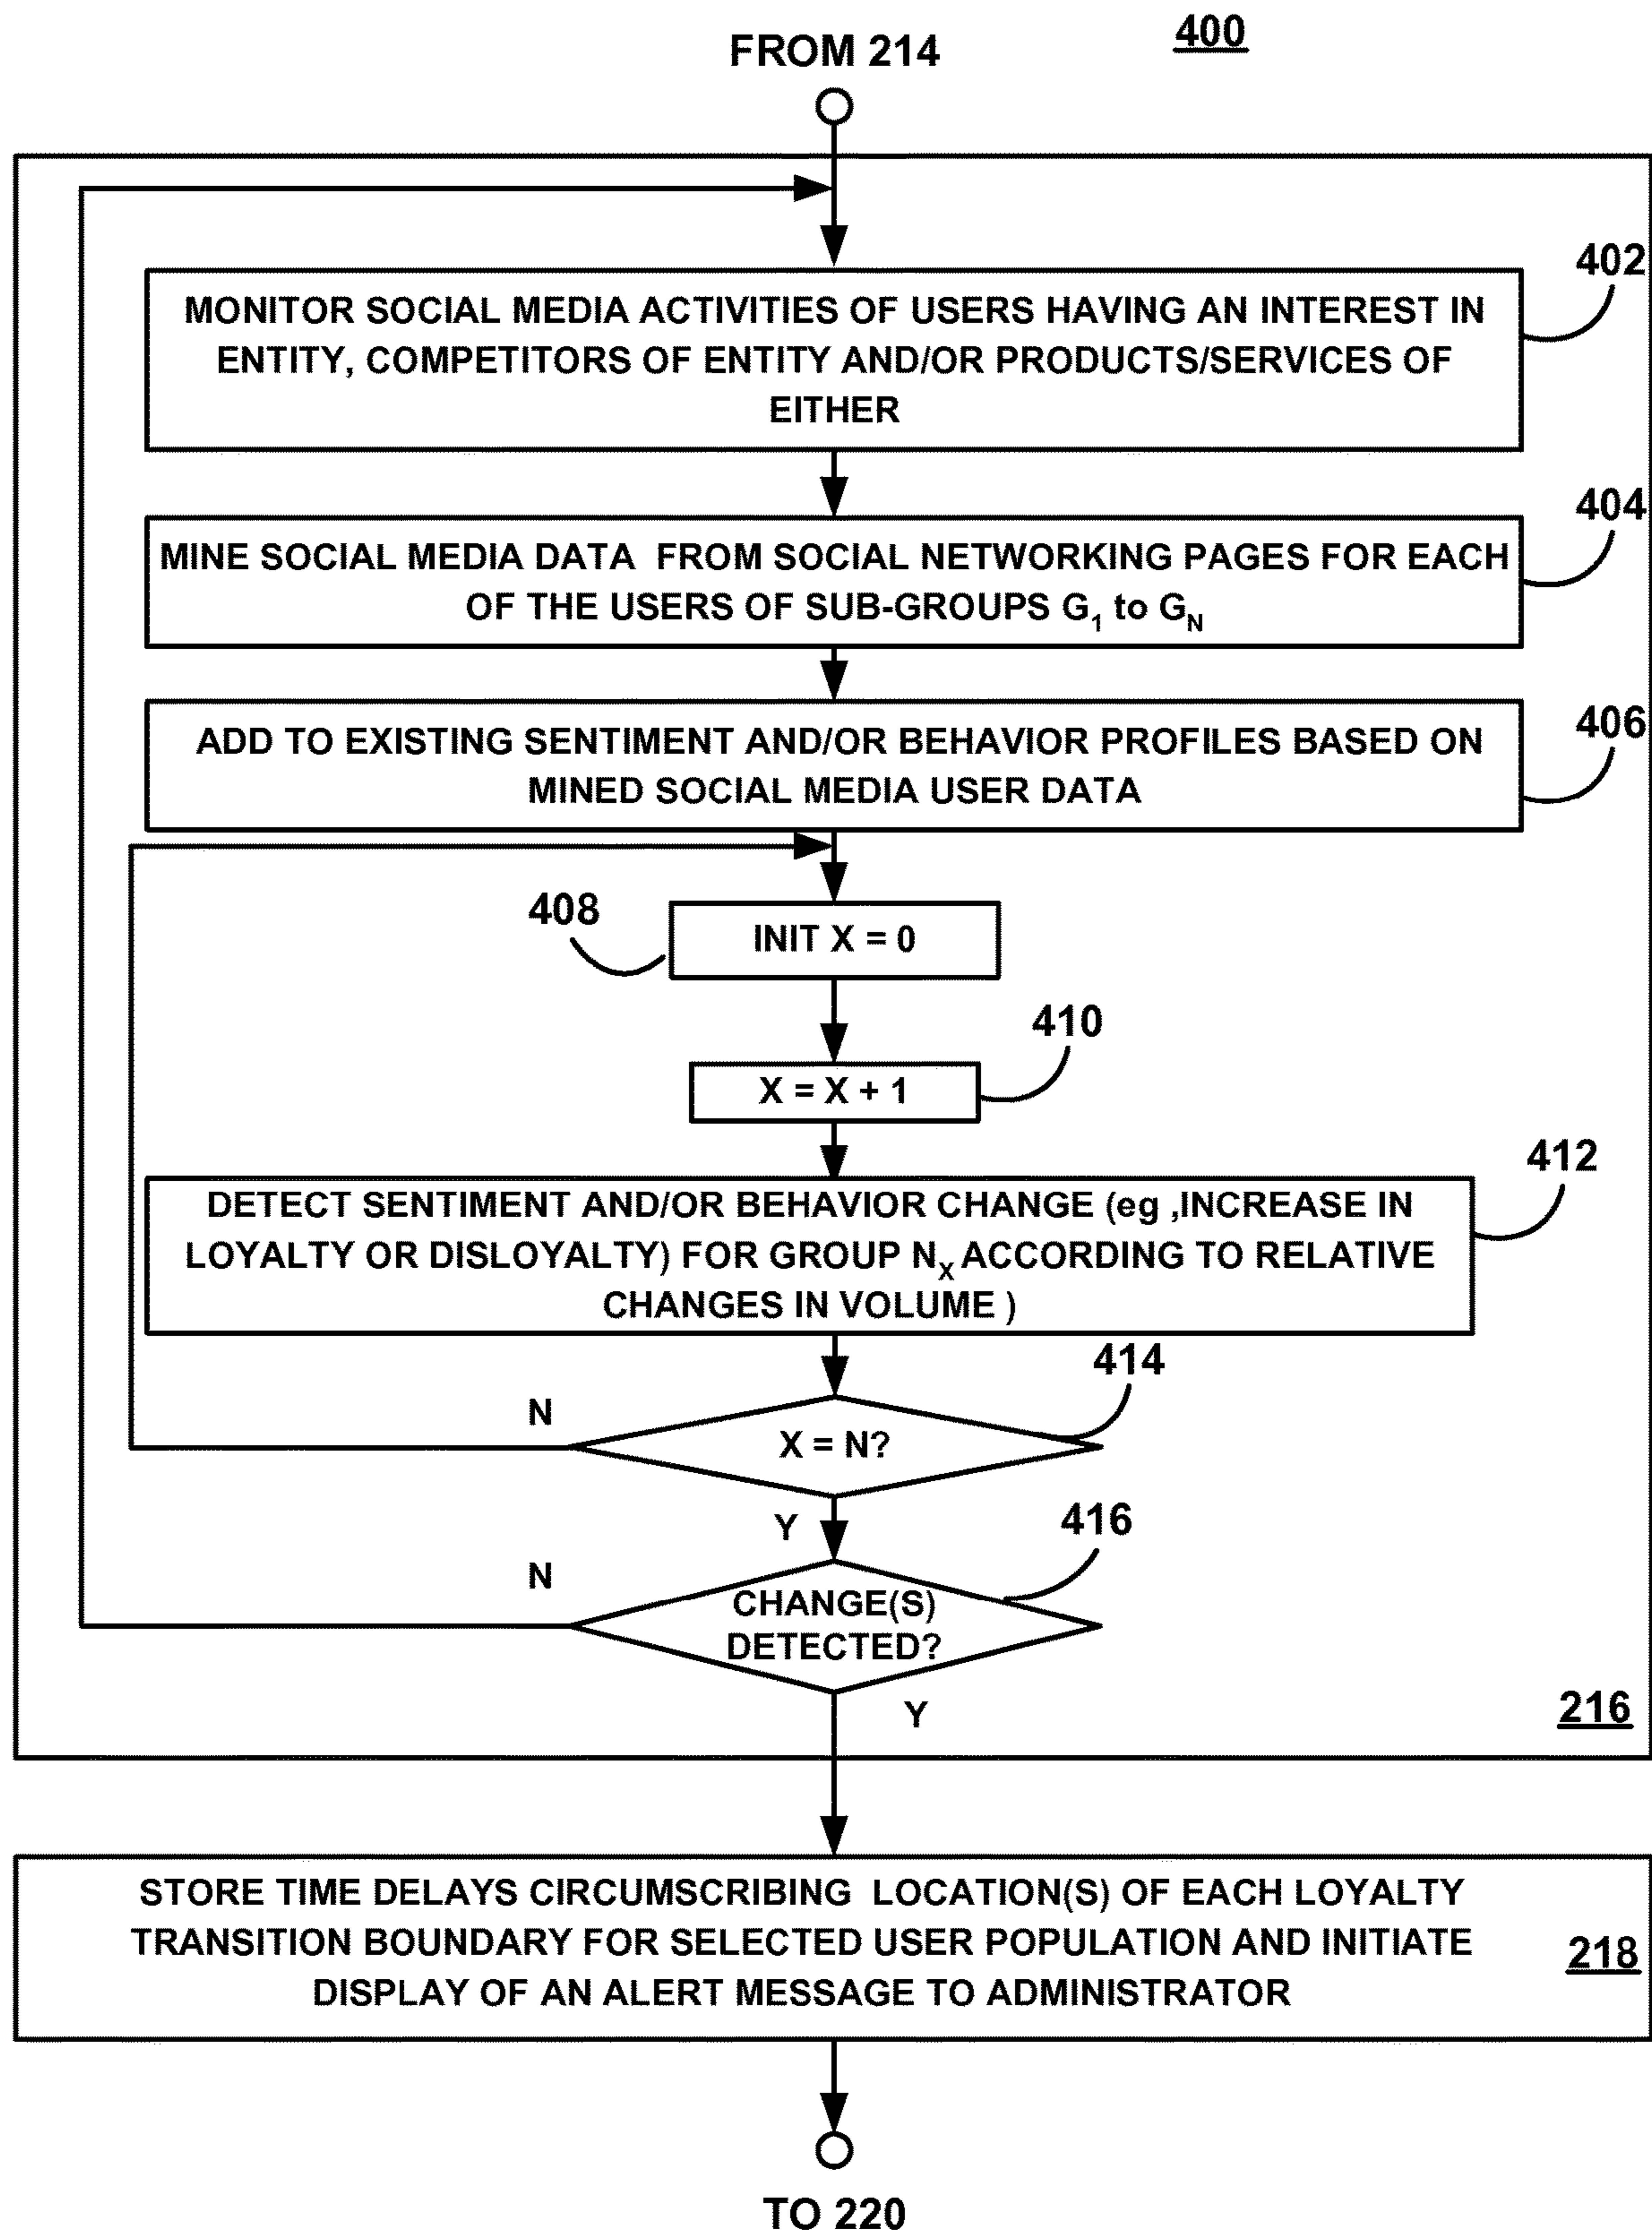 400
FROM 214
402
MONITOR SOCIAL MEDIA ACTIVITIES OF USERS HAVING AN INTEREST IN
ENTITY, COMPETITORS OF ENTITY AND/OR PRODUCTS/SERVICES OF
EITHER
404
MINE SOCIAL MEDIA DATA FROM SOCIAL NETWORKING PAGES FOR EACH
OF THE USERS OF SUB-GROUPS G₁ to G_N
406
ADD TO EXISTING SENTIMENT AND/OR BEHAVIOR PROFILES BASED ON
MINED SOCIAL MEDIA USER DATA
408
INIT X = 0
410
X = X + 1
412
DETECT SENTIMENT AND/OR BEHAVIOR CHANGE (eg ,INCREASE IN
LOYALTY OR DISLOYALTY) FOR GROUP N_X ACCORDING TO RELATIVE
CHANGES IN VOLUME )
414
N
X = N?
Y
416
N
CHANGE(S)
DETECTED?
Y
216
STORE TIME DELAYS CIRCUMSCRIBING LOCATION(S) OF EACH LOYALTY
TRANSITION BOUNDARY FOR SELECTED USER POPULATION AND INITIATE
DISPLAY OF AN ALERT MESSAGE TO ADMINISTRATOR
218
TO 220